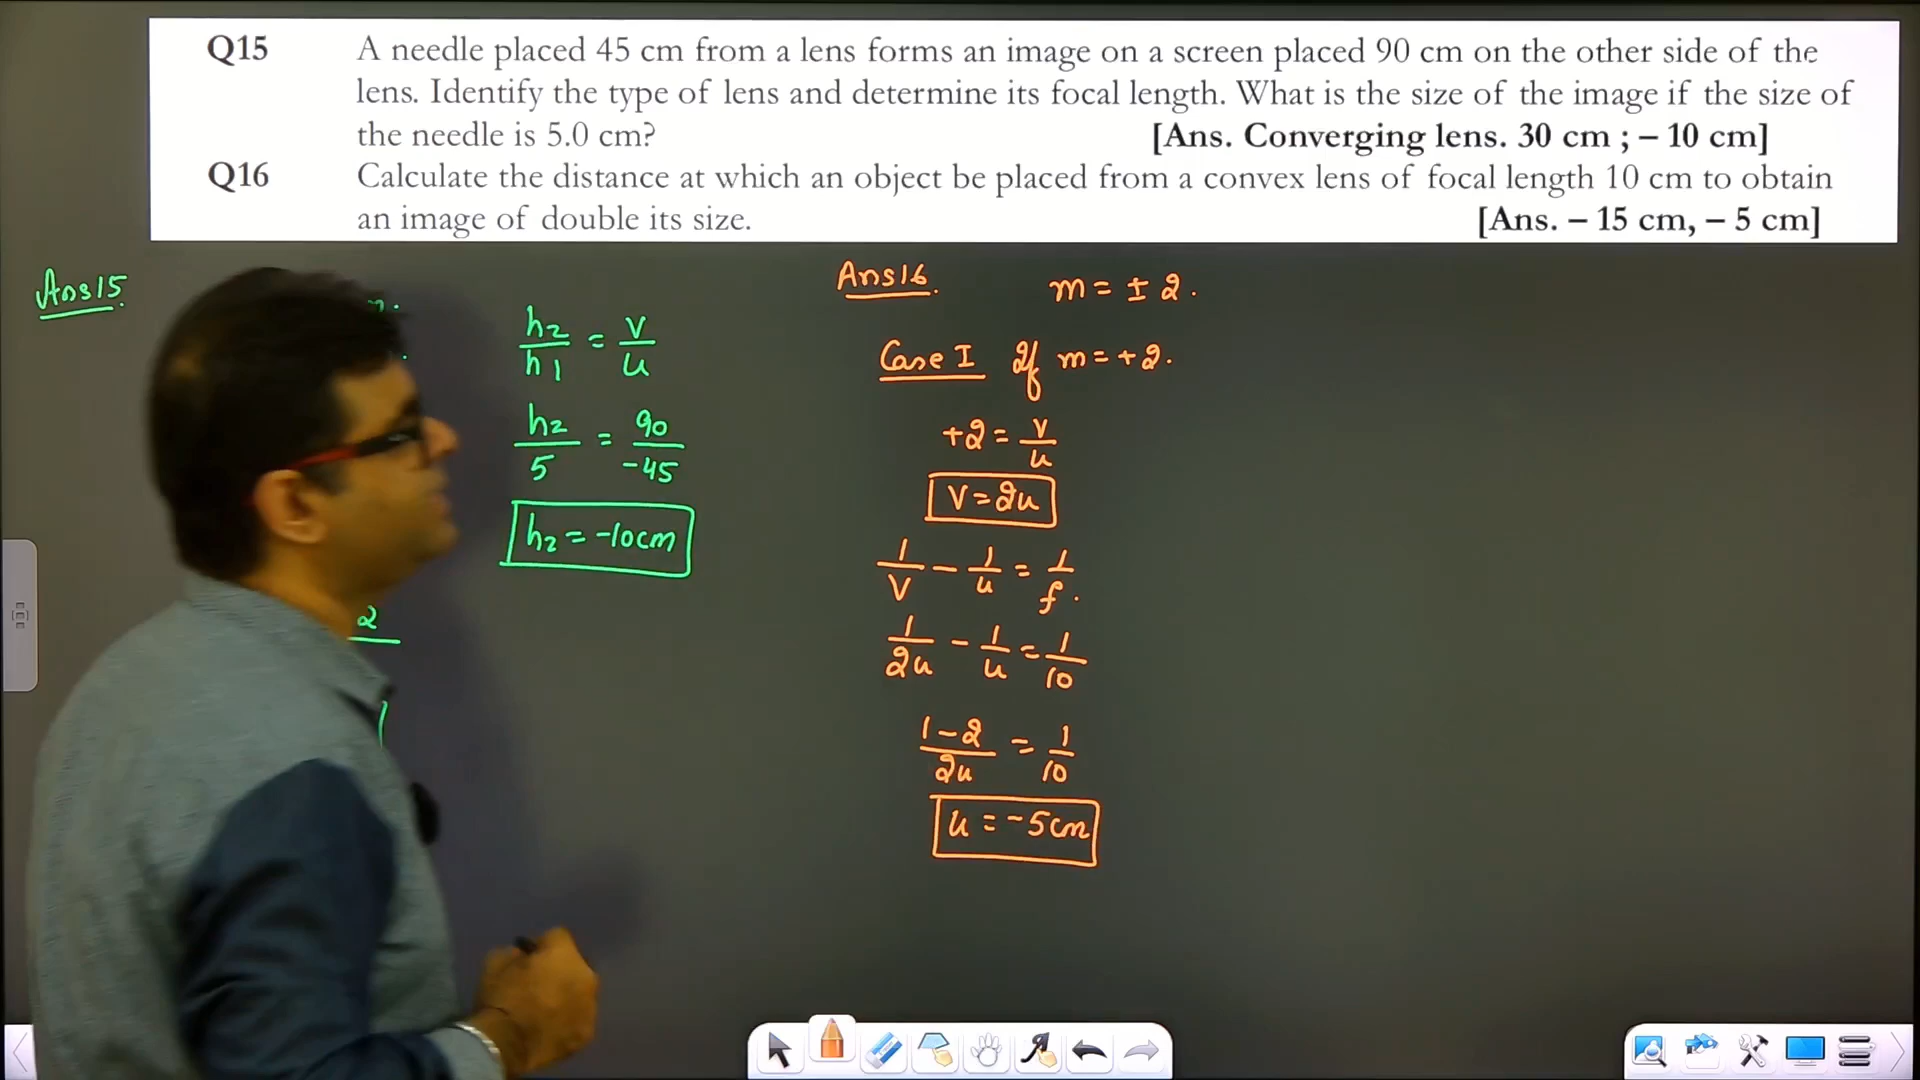 Q15 A needle placed 45 cm from a lens forms an image on a screen placed 90 cm on the other side of the
lens. Identify the type of lens and determine its focal length. What is the size of the image if the size of
the needle is 5.0 cm? [Ans. Converging lens. 30 cm ; – 10 cm]
Q16 Calculate the distance at which an object be placed from a convex lens of focal length 10 cm to obtain
an image of double its size. [Ans. – 15 cm, – 5 cm]
Ans15.
h2/h1 = v/u
h2/5 = 90/-45
h2 = -10cm
2
1
Ans16.
m = ± 2.
Case I If m = +2.
+2 = v/u
V = 2u
1/V - 1/u = 1/f.
1/2u - 1/u = 1/10
1-2/2u = 1/10
u = -5cm